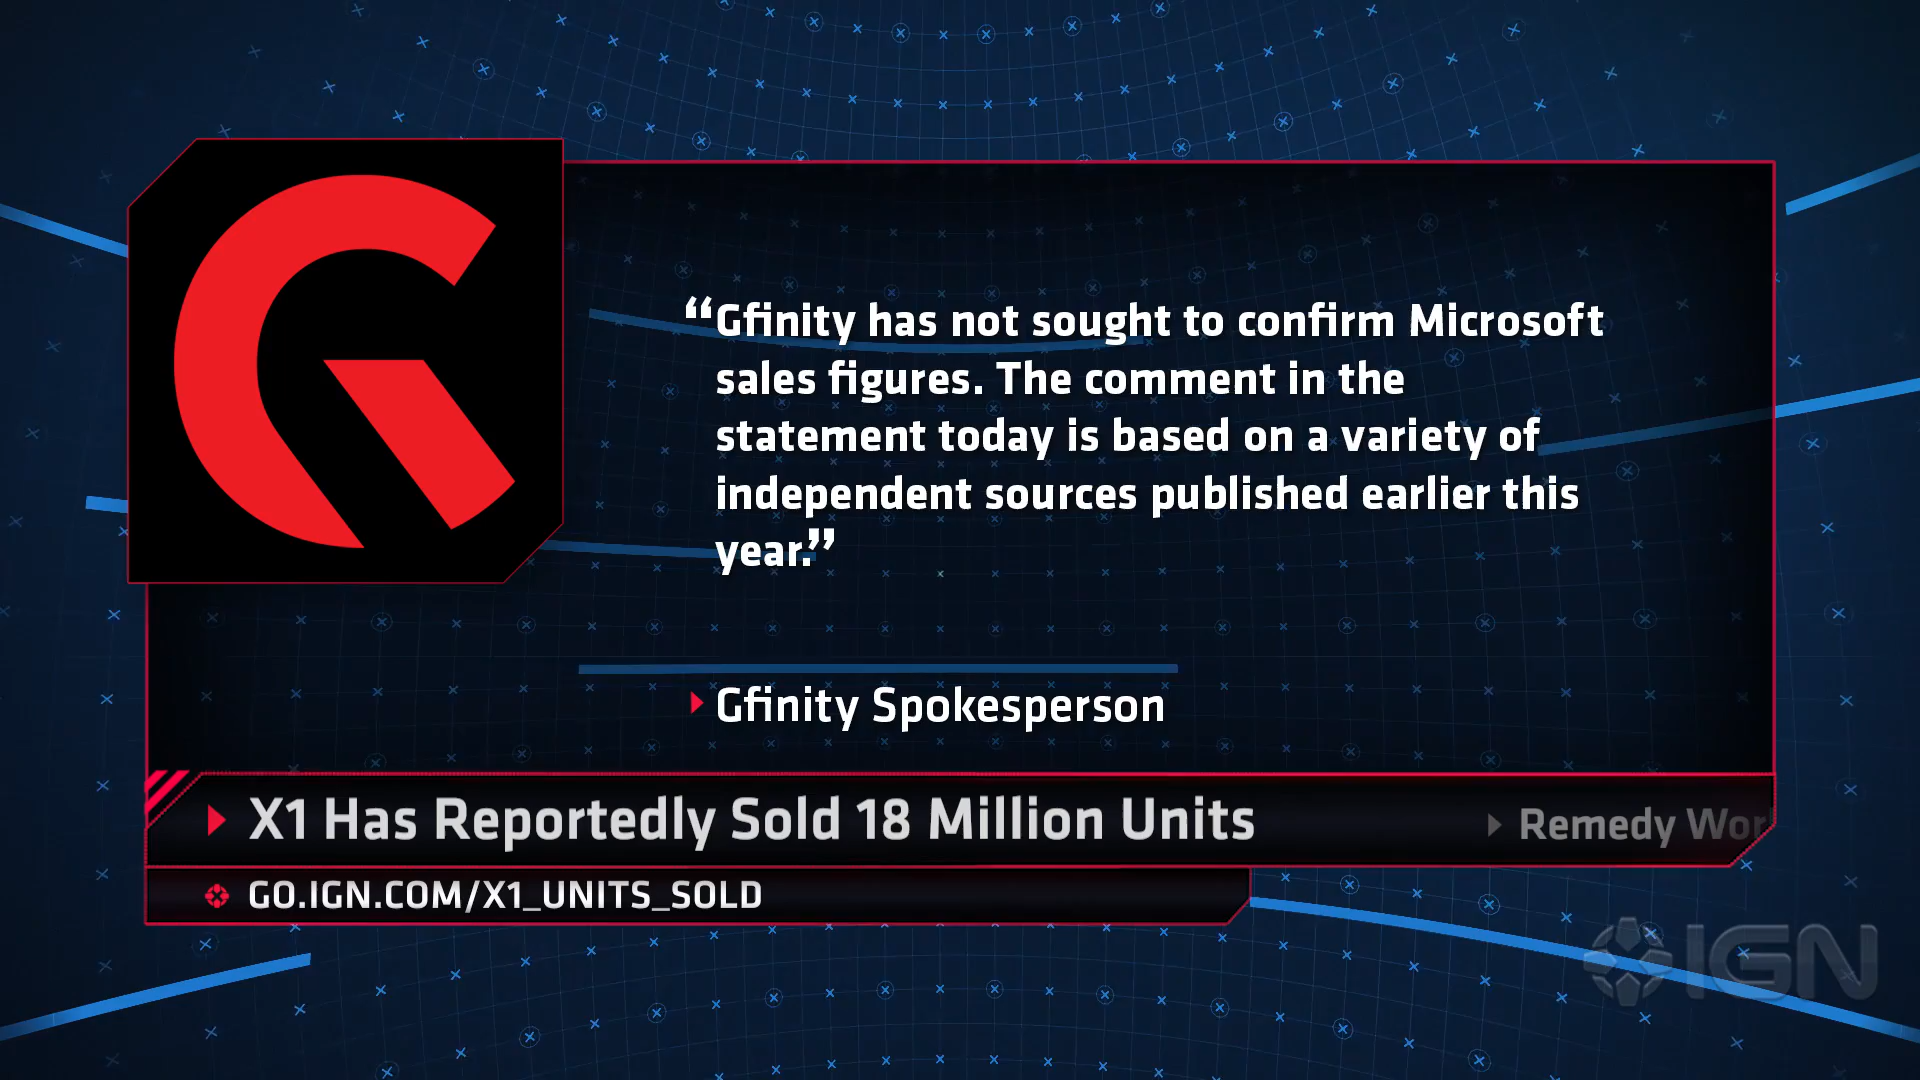 “Gfinity has not sought to confirm Microsoft
sales figures. The comment in the
statement today is based on a variety of
independent sources published earlier this
year.”
Gfinity Spokesperson
X1 Has Reportedly Sold 18 Million Units
Remedy
GO.IGN.COM/X1_UNITS_SOLD
IGN